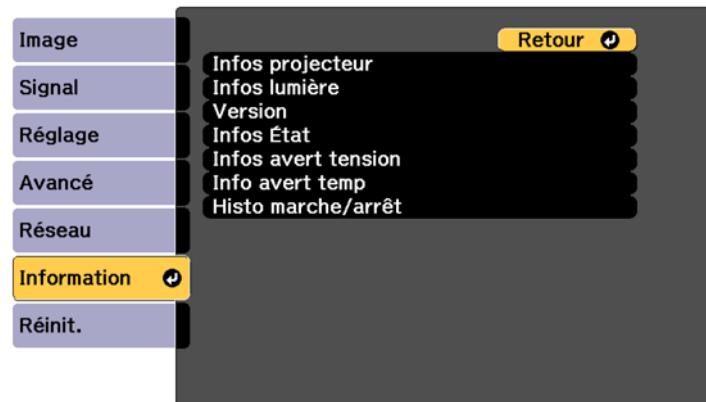 Image
Signal
Réglage
Avancé
Réseau
Information
Réinit.
Retour
Infos projecteur
Infos lumière
Version
Infos État
Infos avert tension
Info avert temp
Histo marche/arrêt